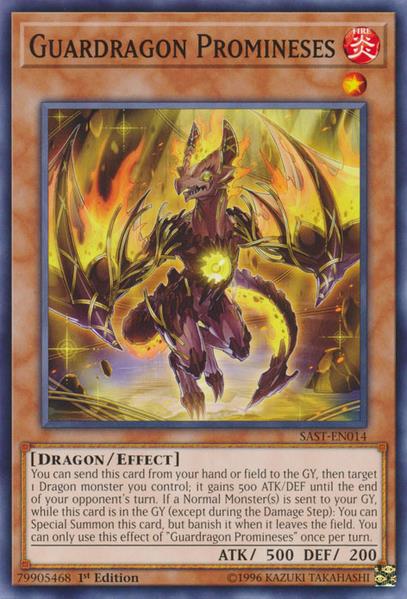 GUARDRAGON PROMINESES
FIRE
炎
SAST-EN014
[DRAGON/EFFECT]
You can send this card from your hand or field to the GY, then target
1 Dragon monster you control; it gains 500 ATK/DEF until the end
of your opponent's turn. If a Normal Monster(s) is sent to your GY,
while this card is in the GY (except during the Damage Step): You can
Special Summon this card, but banish it when it leaves the field. You
can only use this effect of "Guardragon Promineses" once per turn.
ATK/ 500 DEF/ 200
79905468 1st Edition ©1996 KAZUKI TAKAHASHI